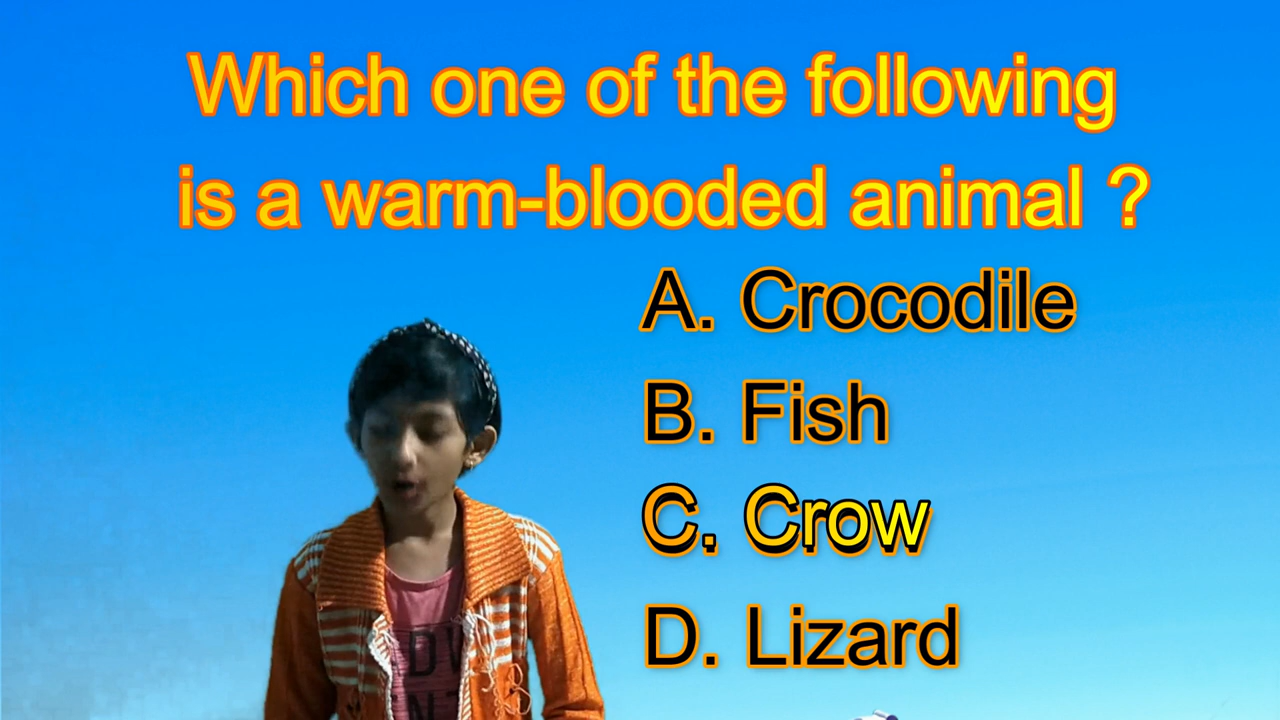 Which one of the following
is a warm-blooded animal ?
A. Crocodile
B. Fish
C. Crow
D. Lizard